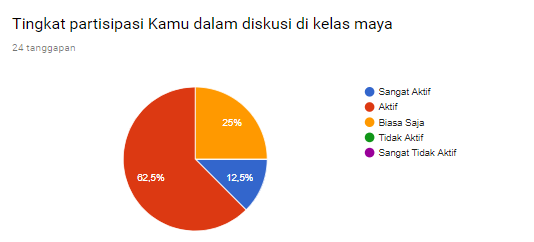 Tingkat partisipasi Kamu dalam diskusi di kelas maya
24 tanggapan
Sangat Aktif
Aktif
Biasa Saja
Tidak Aktif
Sangat Tidak Aktif
25%
62,5%
12,5%